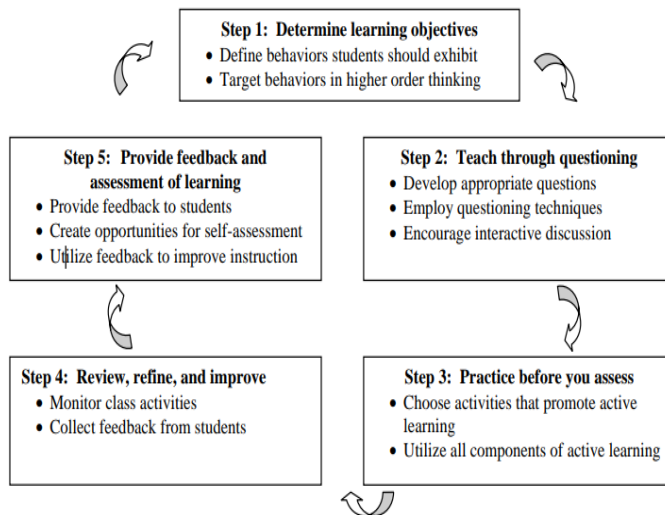 Step 1: Determine learning objectives
• Define behaviors students should exhibit
• Target behaviors in higher order thinking
Step 2: Teach through questioning
• Develop appropriate questions
• Employ questioning techniques
• Encourage interactive discussion
Step 3: Practice before you assess
• Choose activities that promote active
learning
• Utilize all components of active learning
Step 4: Review, refine, and improve
• Monitor class activities
• Collect feedback from students
Step 5: Provide feedback and
assessment of learning
• Provide feedback to students
• Create opportunities for self-assessment
• Utilize feedback to improve instruction